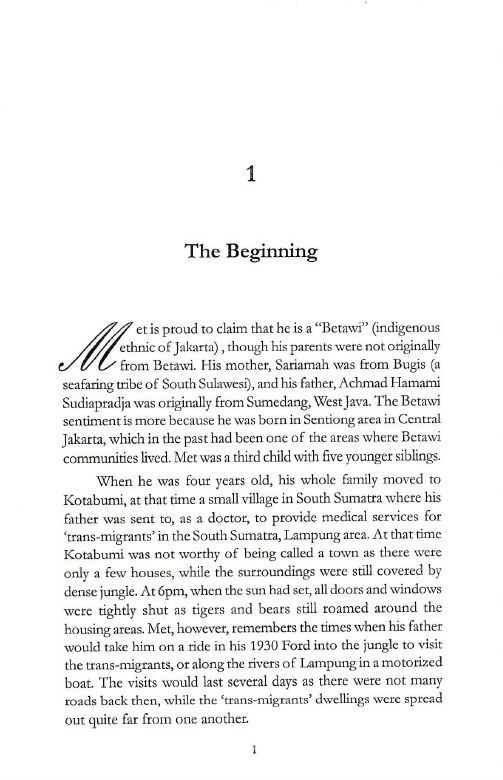 1
The Beginning
Met is proud to claim that he is a “Betawi” (indigenous
ethnic of Jakarta) , though his parents were not originally
from Betawi. His mother, Sariamah was from Bugis (a
seafaring tribe of South Sulawesi), and his father, Achmad Hamami
Sudiapradja was originally from Sumedang, West Java. The Betawi
sentiment is more because he was born in Sentiong area in Central
Jakarta, which in the past had been one of the areas where Betawi
communities lived. Met was a third child with five younger siblings.
When he was four years old, his whole family moved to
Kotabumi, at that time a small village in South Sumatra where his
father was sent to, as a doctor, to provide medical services for
‘trans-migrants’ in the South Sumatra, Lampung area. At that time
Kotabumi was not worthy of being called a town as there were
only a few houses, while the surroundings were still covered by
dense jungle. At 6pm, when the sun had set, all doors and windows
were tightly shut as tigers and bears still roamed around the
housing areas. Met, however, remembers the times when his father
would take him on a ride in his 1930 Ford into the jungle to visit
the trans-migrants, or along the rivers of Lampung in a motorized
boat. The visits would last several days as there were not many
roads back then, while the ‘trans-migrants’ dwellings were spread
out quite far from one another.
1